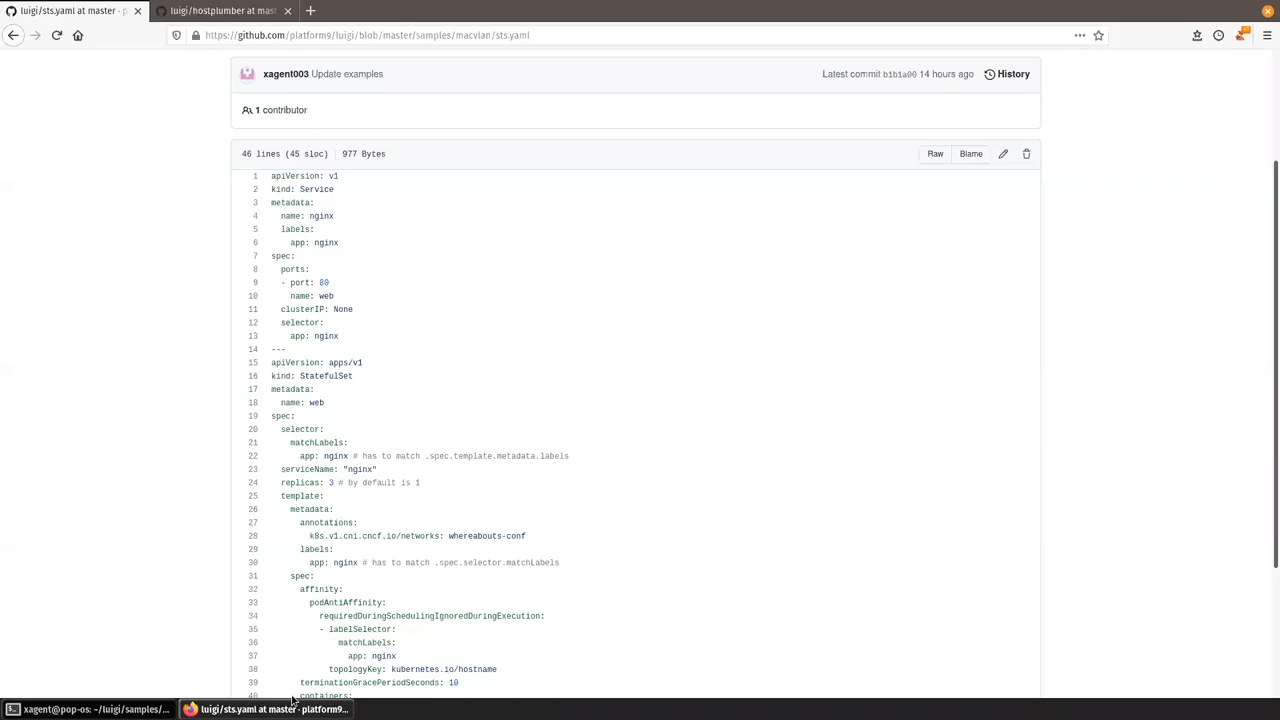 luigi/sts.yaml at master · p
luigi/hostplumber at mast
https://github.com/platform9/luigi/blob/master/samples/macvlan/sts.yaml
xagent003 Update examples
Latest commit b1b1a00 14 hours ago
History
1 contributor
46 lines (45 sloc) 977 Bytes
Raw Blame
1 apiVersion: v1
2 kind: Service
3 metadata:
4 name: nginx
5 labels:
6 app: nginx
7 spec:
8 ports:
9 - port: 80
10 name: web
11 clusterIP: None
12 selector:
13 app: nginx
14 ---
15 apiVersion: apps/v1
16 kind: StatefulSet
17 metadata:
18 name: web
19 spec:
20 selector:
21 matchLabels:
22 app: nginx # has to match .spec.template.metadata.labels
23 serviceName: "nginx"
24 replicas: 3 # by default is 1
25 template:
26 metadata:
27 annotations:
28 k8s.v1.cni.cncf.io/networks: whereabouts-conf
29 labels:
30 app: nginx # has to match .spec.selector.matchLabels
31 spec:
32 affinity:
33 podAntiAffinity:
34 requiredDuringSchedulingIgnoredDuringExecution:
35 - labelSelector:
36 matchLabels:
37 app: nginx
38 topologyKey: kubernetes.io/hostname
39 terminationGracePeriodSeconds: 10
40 containers:
xagent@pop-os: ~/luigi/samples/...
luigi/sts.yaml at master · platform9...